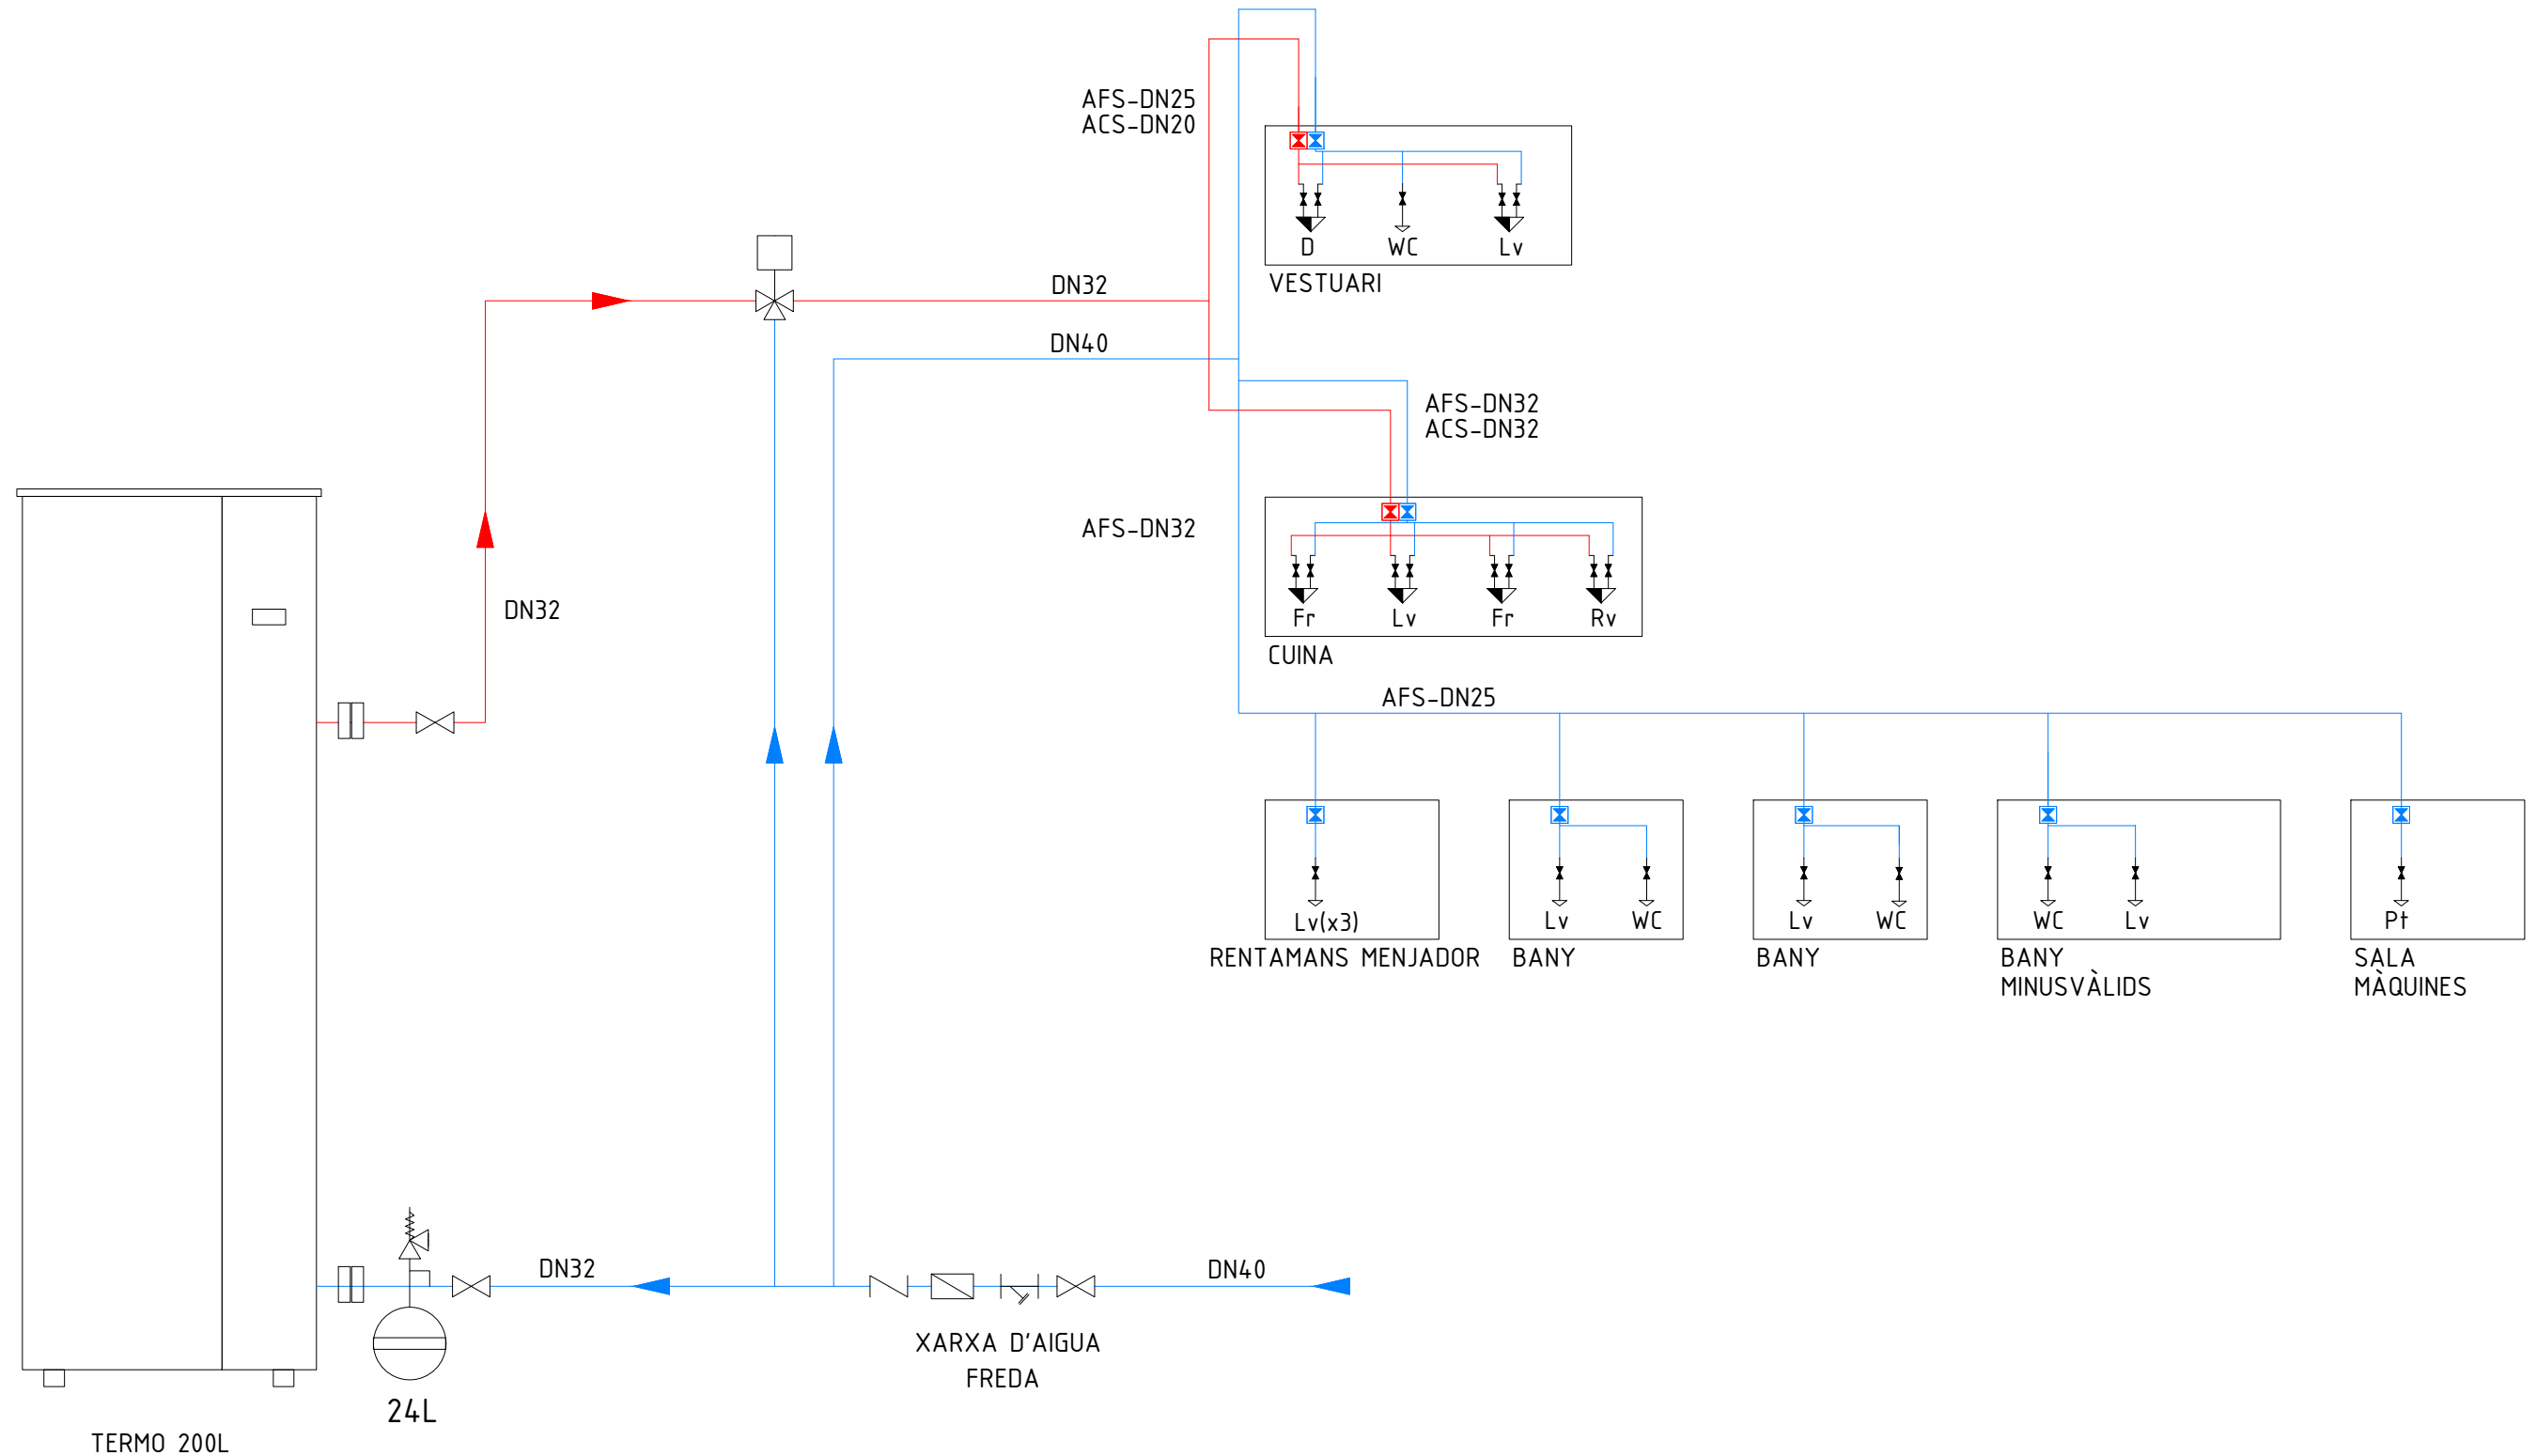 AFS-DN25
ACS-DN20
D WC Lv
VESTUARI
DN32
DN40
AFS-DN32
ACS-DN32
AFS-DN32
Fr Lv Fr Rv
CUINA
DN32
AFS-DN25
Lv(x3)
RENTAMANS MENJADOR
Lv WC
BANY
Lv WC
BANY
WC Lv
BANY
MINUSVÀLIDS
Pt
SALA
MÀQUINES
DN32
DN40
XARXA D'AIGUA
FREDA
24L
TERMO 200L